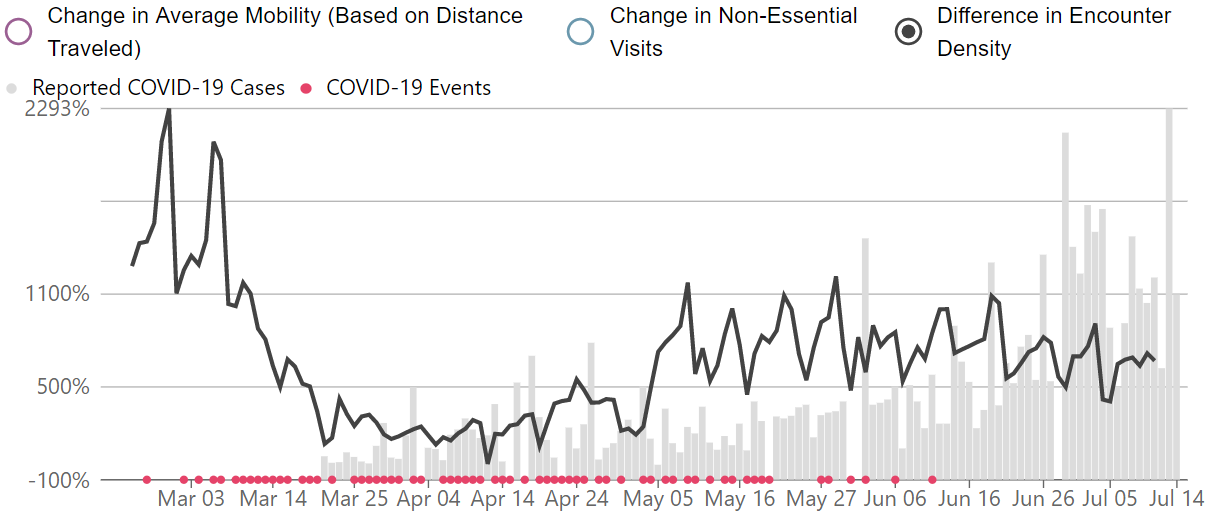 Change in Average Mobility (Based on Distance
Traveled)
Change in Non-Essential
Visits
Difference in Encounter
Density
Reported COVID-19 Cases
COVID-19 Events
2293%
1100%
500%
-100%
Mar 03 Mar 14 Mar 25 Apr 04 Apr 14 Apr 24 May 05 May 16 May 27 Jun 06 Jun 16 Jun 26 Jul 05 Jul 14